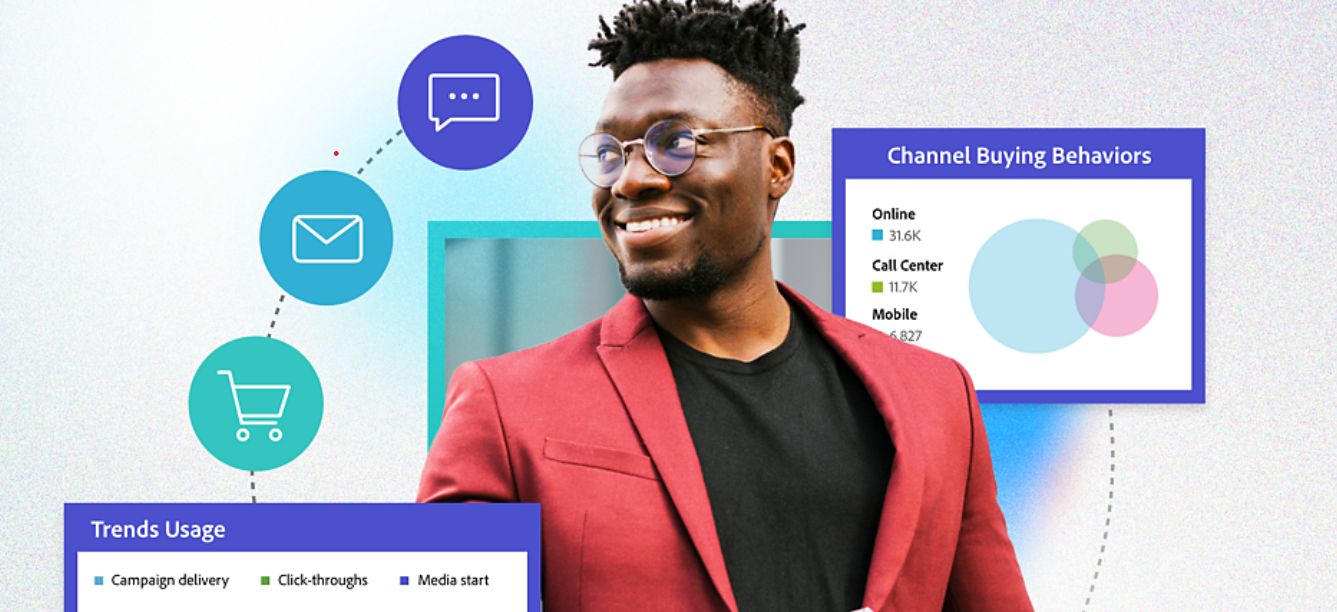 Channel Buying Behaviors
Online
31.6K
Call Center
11.7K
Mobile
6,827
Trends Usage
Campaign delivery Click-throughs Media start